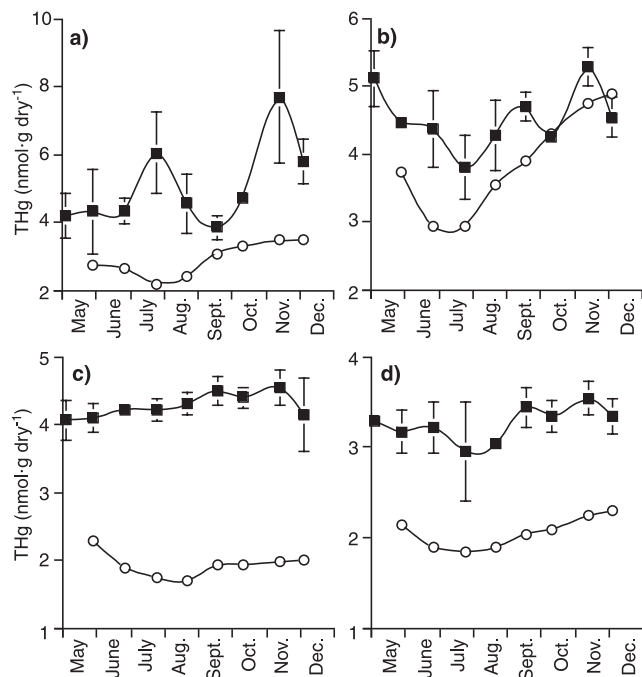 a)
10
8
6
4
2
THg (nmol·g dry⁻¹)
May June July Aug. Sept. Oct. Nov. Dec.
b)
6
5
4
3
2
May June July Aug. Sept. Oct. Nov. Dec.
c)
5
4
3
2
1
THg (nmol·g dry⁻¹)
May June July Aug. Sept. Oct. Nov. Dec.
d)
4
3
2
1
May June July Aug. Sept. Oct. Nov. Dec.